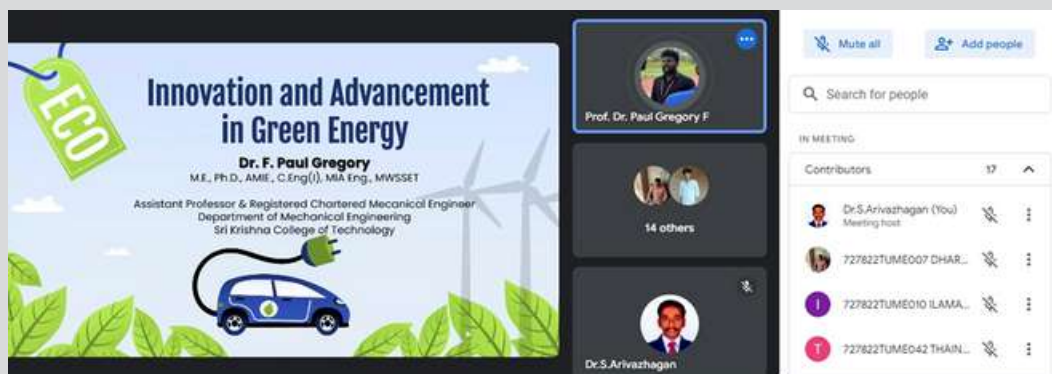 ECO
Innovation and Advancement
in Green Energy
Dr. F. Paul Gregory
M.E., Ph.D., AMIE., C.Eng(I), MIA Eng., MWSSET
Assistant Professor & Registered Chartered Mecanical Engineer
Department of Mechanical Engineering
Sri Krishna College of Technology
Prof. Dr. Paul Gregory F
14 others
Dr.S.Arivazhagan
Mute all
Add people
Search for people
IN MEETING
Contributors 17
Dr.S.Arivazhagan (You)
Meeting host
727822TUME007 DHAR...
727822TUME010 ILAMA...
I
727822TUME042 THAIN...
T